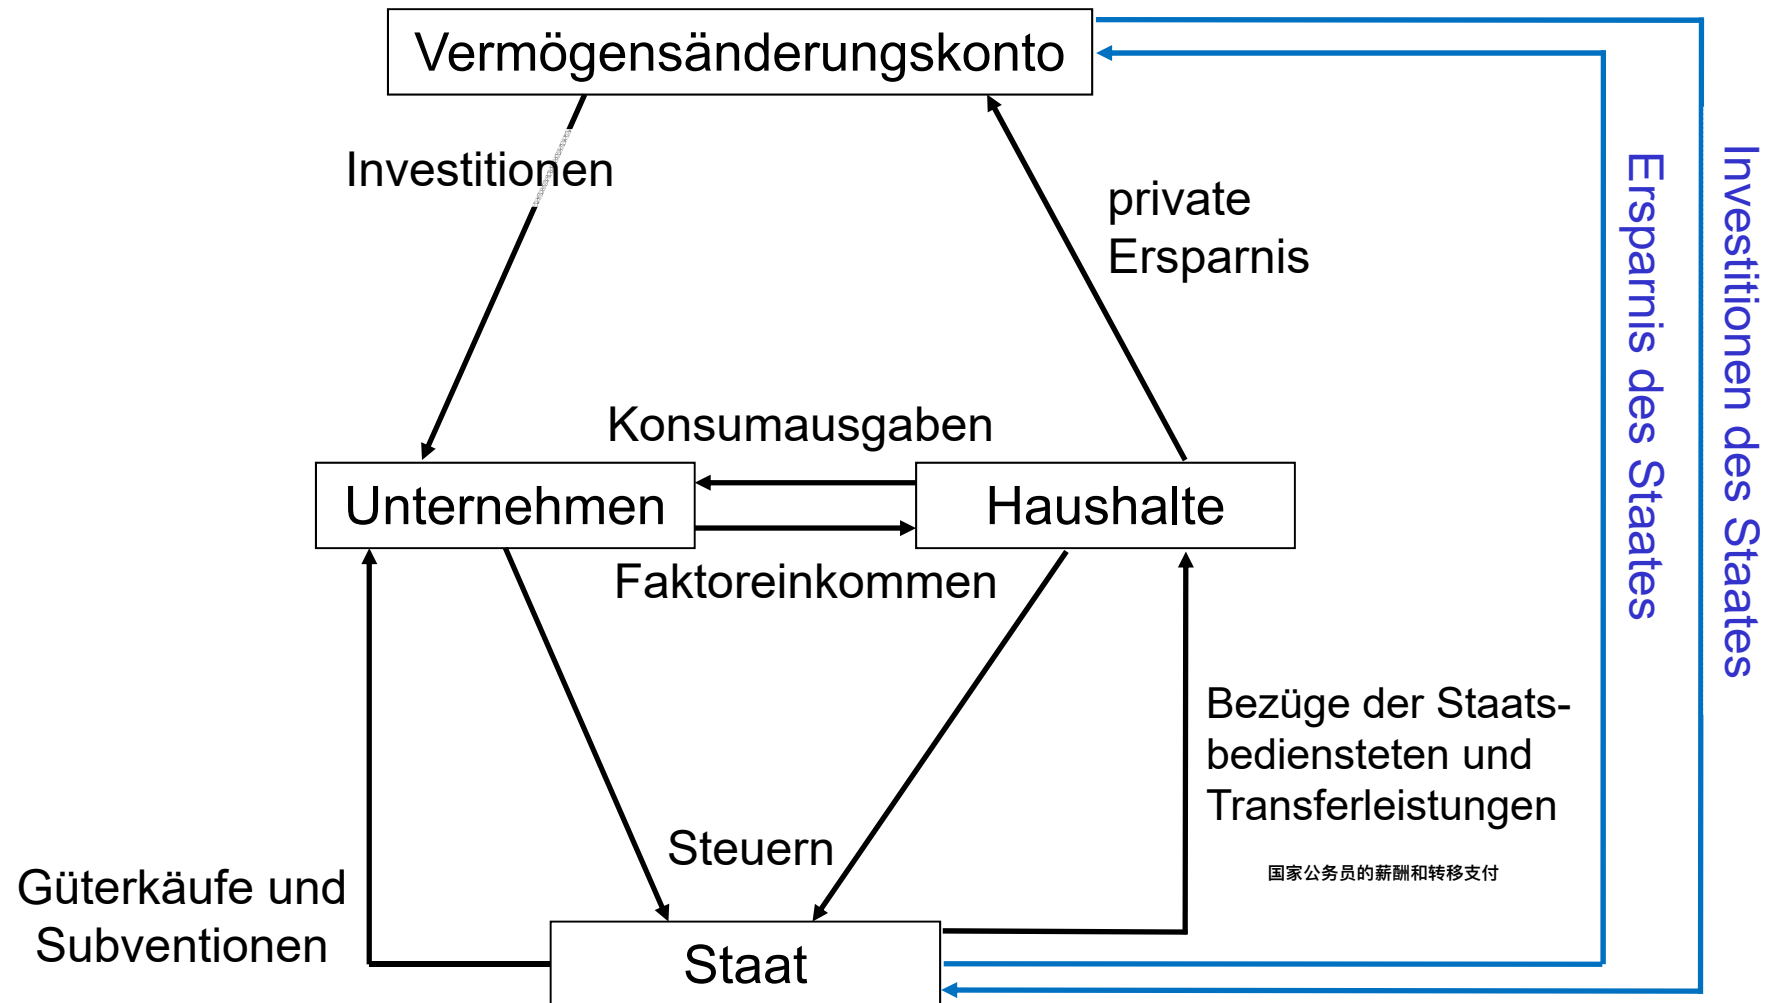 Vermögensänderungskonto
Investitionen
private
Ersparnis
Ersparnis des Staates
Investitionen des Staates
Konsumausgaben
Unternehmen
Haushalte
Faktoreinkommen
Bezüge der Staats-
bediensteten und
Transferleistungen
国家公务员的薪酬和转移支付
Steuern
Güterkäufe und
Subventionen
Staat